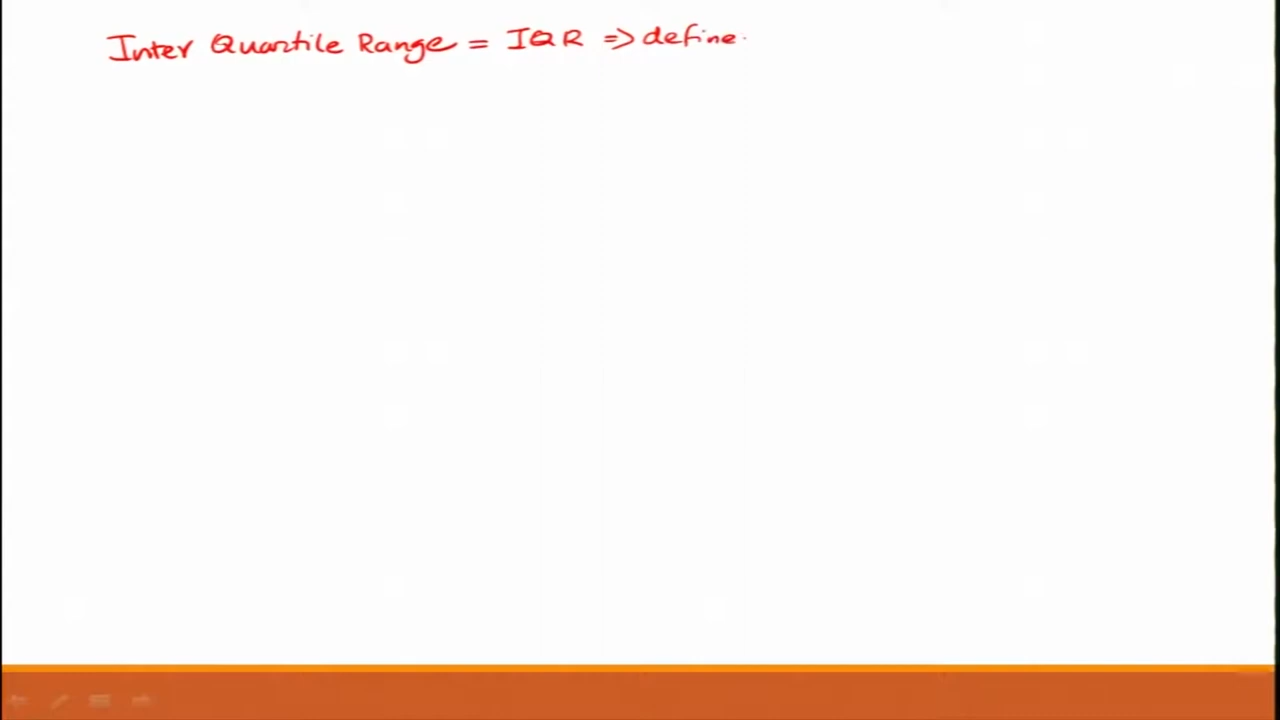 Inter Quartile Range = IQR => define.